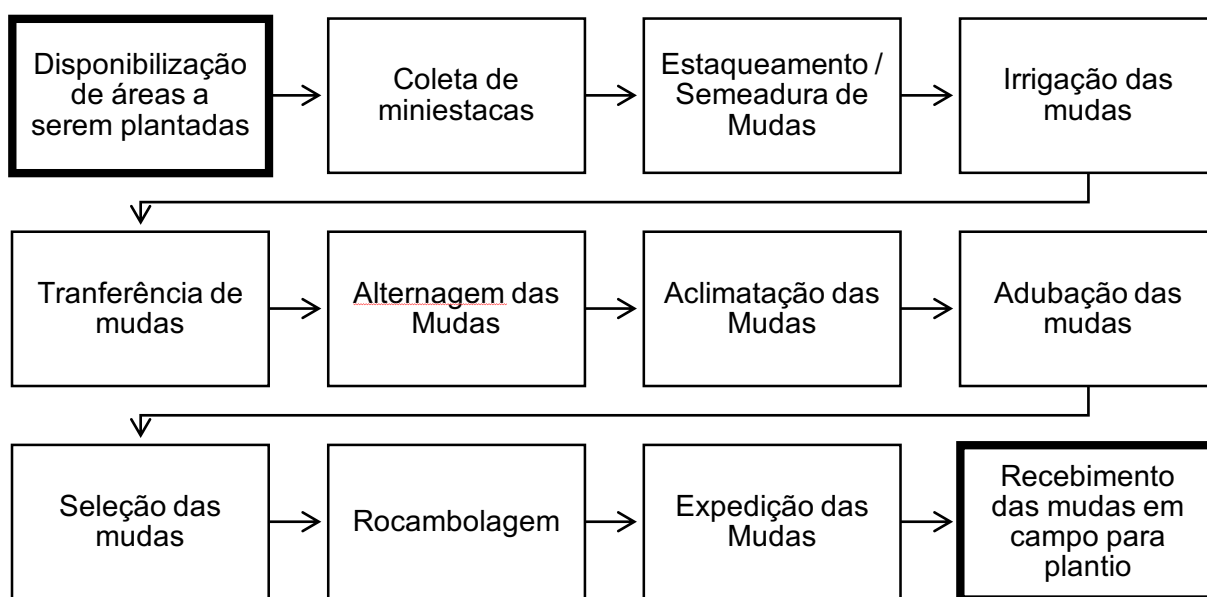 Disponibilização
de áreas a
serem plantadas
Coleta de
miniestacas
Estaqueamento /
Semeadura de
Mudas
Irrigação das
mudas
Tranferência de
mudas
Alternagem das
Mudas
Aclimatação das
Mudas
Adubação das
mudas
Seleção das
mudas
Rocambolagem
Expedição das
Mudas
Recebimento
das mudas em
campo para
plantio